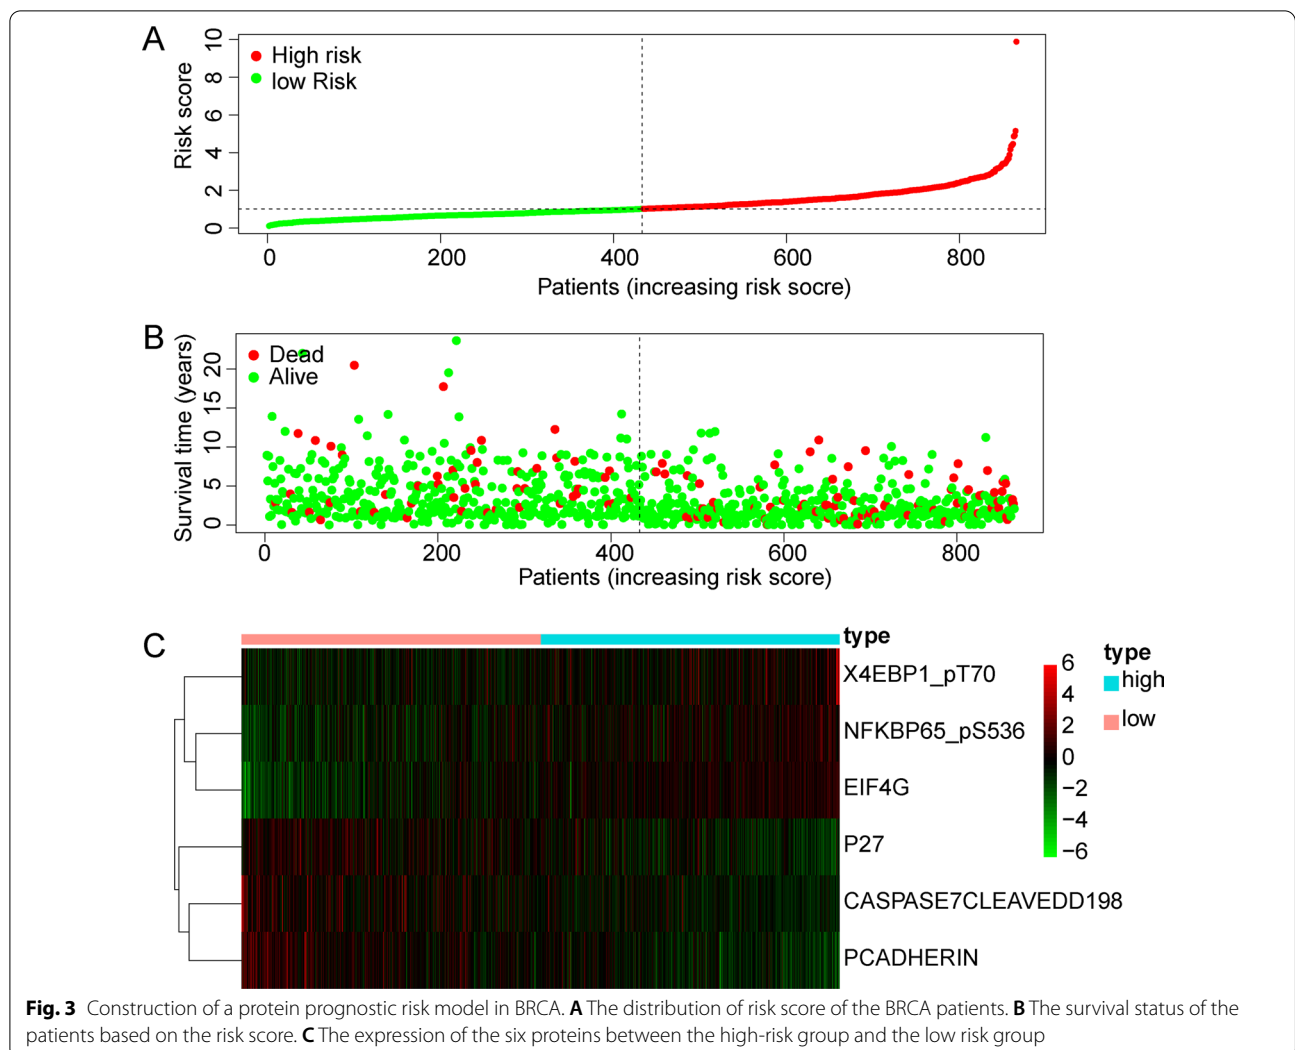 A
10
8
6
4
2
0
Risk score
High risk
low Risk
0 200 400 600 800
Patients (increasing risk socre)
B
20
15
10
5
0
Survival time (years)
Dead
Alive
0 200 400 600 800
Patients (increasing risk score)
C
type
X4EBP1_pT70
NFKBP65_pS536
EIF4G
P27
CASPASE7CLEAVEDD198
PCADHERIN
6
4
2
0
−2
−4
−6
type
high
low
Fig. 3 Construction of a protein prognostic risk model in BRCA. A The distribution of risk score of the BRCA patients. B The survival status of the
patients based on the risk score. C The expression of the six proteins between the high-risk group and the low risk group